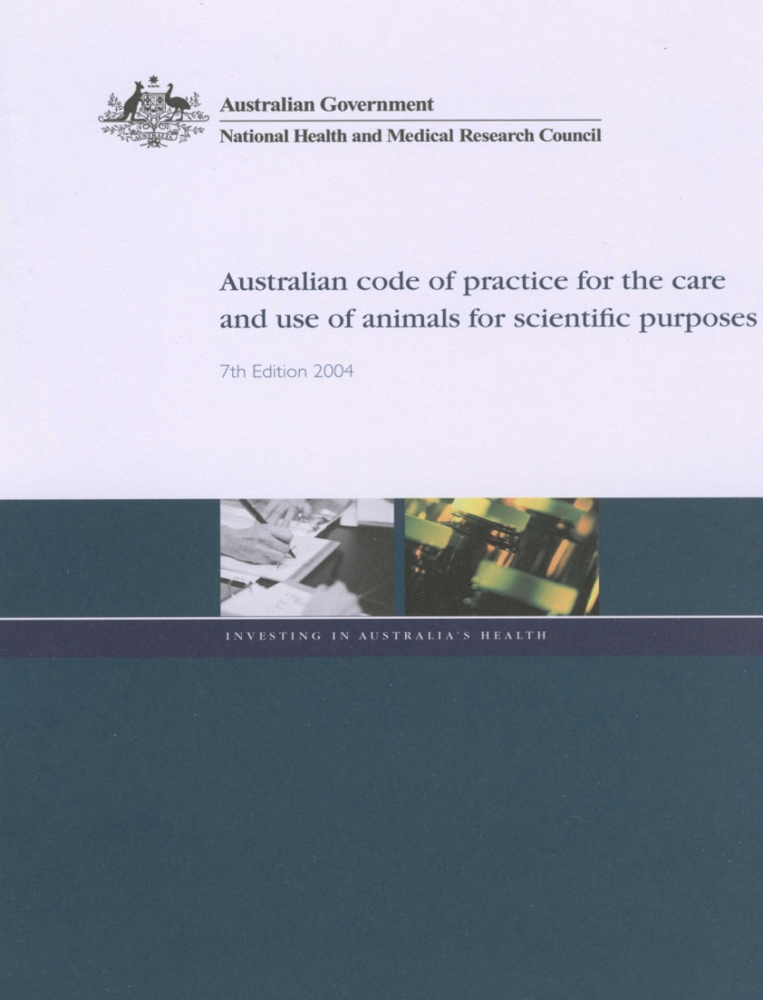 AUSTRALIA
Australian Government
National Health and Medical Research Council
Australian code of practice for the care
and use of animals for scientific purposes
7th Edition 2004
INVESTING IN AUSTRALIA'S HEALTH